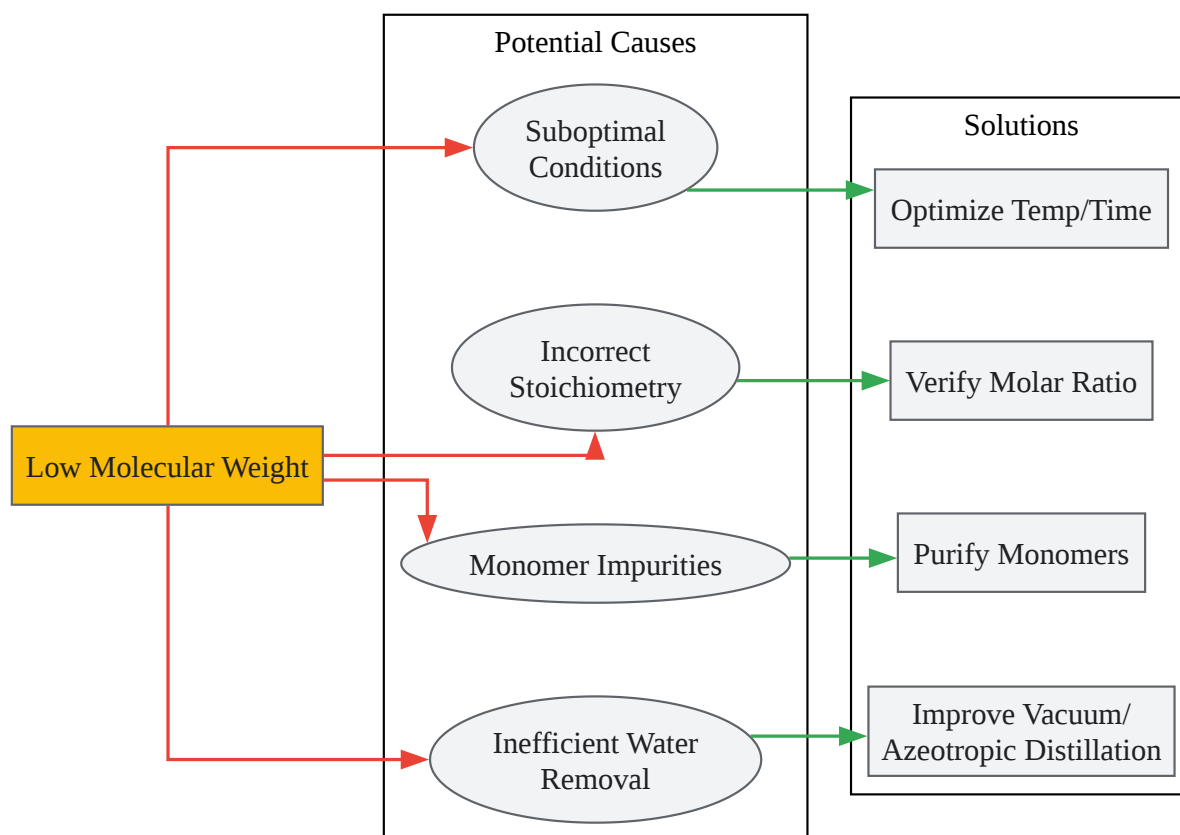 Potential Causes
Suboptimal
Conditions
Incorrect
Stoichiometry
Low Molecular Weight
Monomer Impurities
Inefficient Water
Removal
Solutions
Optimize Temp/Time
Verify Molar Ratio
Purify Monomers
Improve Vacuum/
Azeotropic Distillation